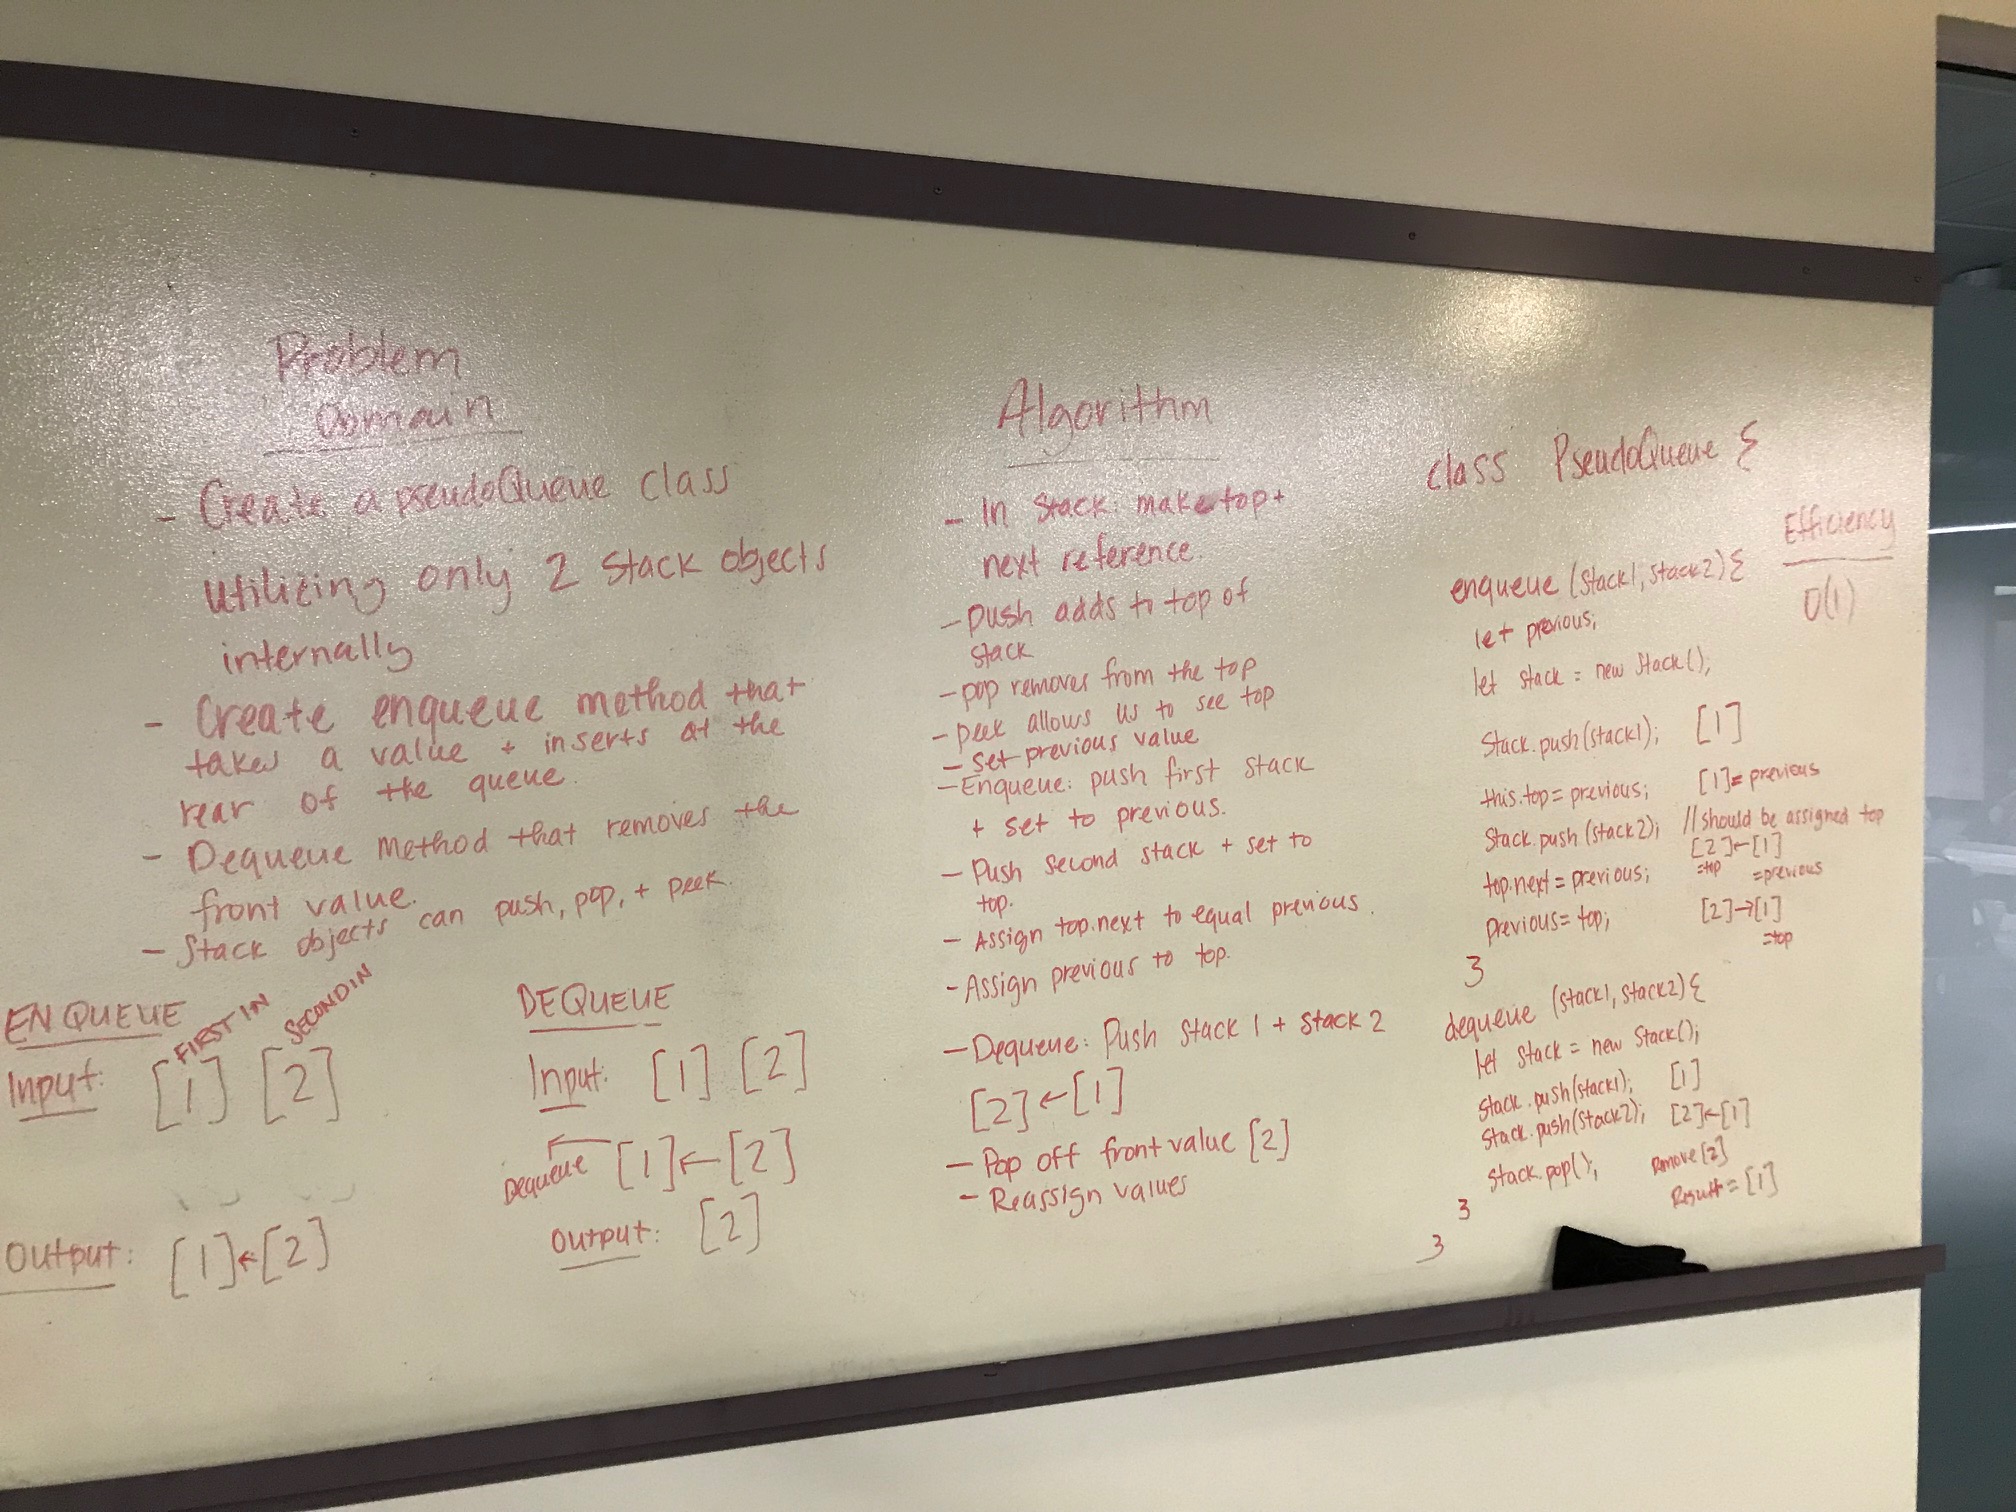 Problem
Domain
- Create a pseudoQueue class
utilizing only 2 Stack objects
internally
- Create enqueue method that
takes a value + inserts at the
rear of the queue.
- Dequeue method that removes the
front value.
- Stack objects can push, pop, + peek.
ENQUEUE
FIRST IN
SECOND IN
Input: [1] [2]
Output: [1]←[2]
DEQUEUE
Input: [1] [2]
Dequeue [1]←[2]
Output: [2]
Algorithm
- In Stack: make top +
next reference.
- Push adds to top of
stack
- pop removes from the top
- peek allows us to see top
- set previous value
- Enqueue: push first stack
+ set to previous.
- Push second stack + set to
top.
- Assign top.next to equal previous.
- Assign previous to top.
- Dequeue: Push Stack 1 + Stack 2
[2]←[1]
- Pop off front value [2]
- Reassign values
class PseudoQueue {
enqueue (stack1, stack2) {
let previous;
let stack = new Stack();
Stack.push(stack1); [1]
this.top = previous; [1] = previous
Stack.push(stack2); // should be assigned top
[2]←[1]
=top =previous
top.next = previous;
Previous = top; [2]→[1]
=top
}
dequeue (stack1, stack2) {
let stack = new Stack();
stack.push(stack1); [1]
stack.push(stack2); [2]←[1]
stack.pop(); Remove [2]
Result = [1]
}
}
Efficiency
O(1)